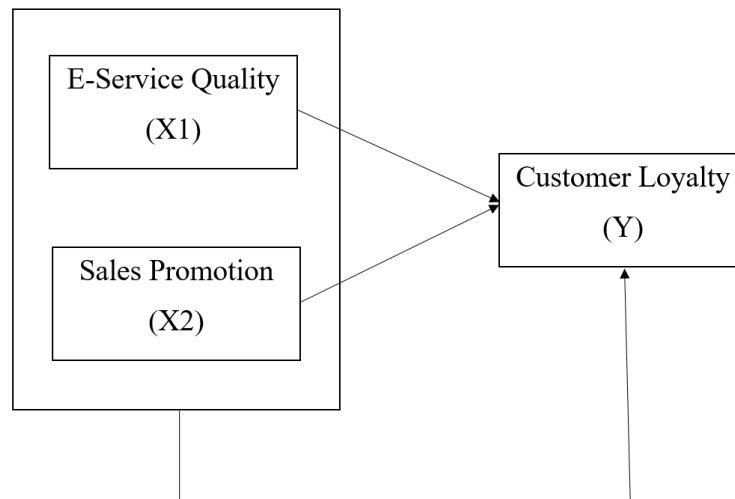 E-Service Quality
(X1)
Customer Loyalty
(Y)
Sales Promotion
(X2)